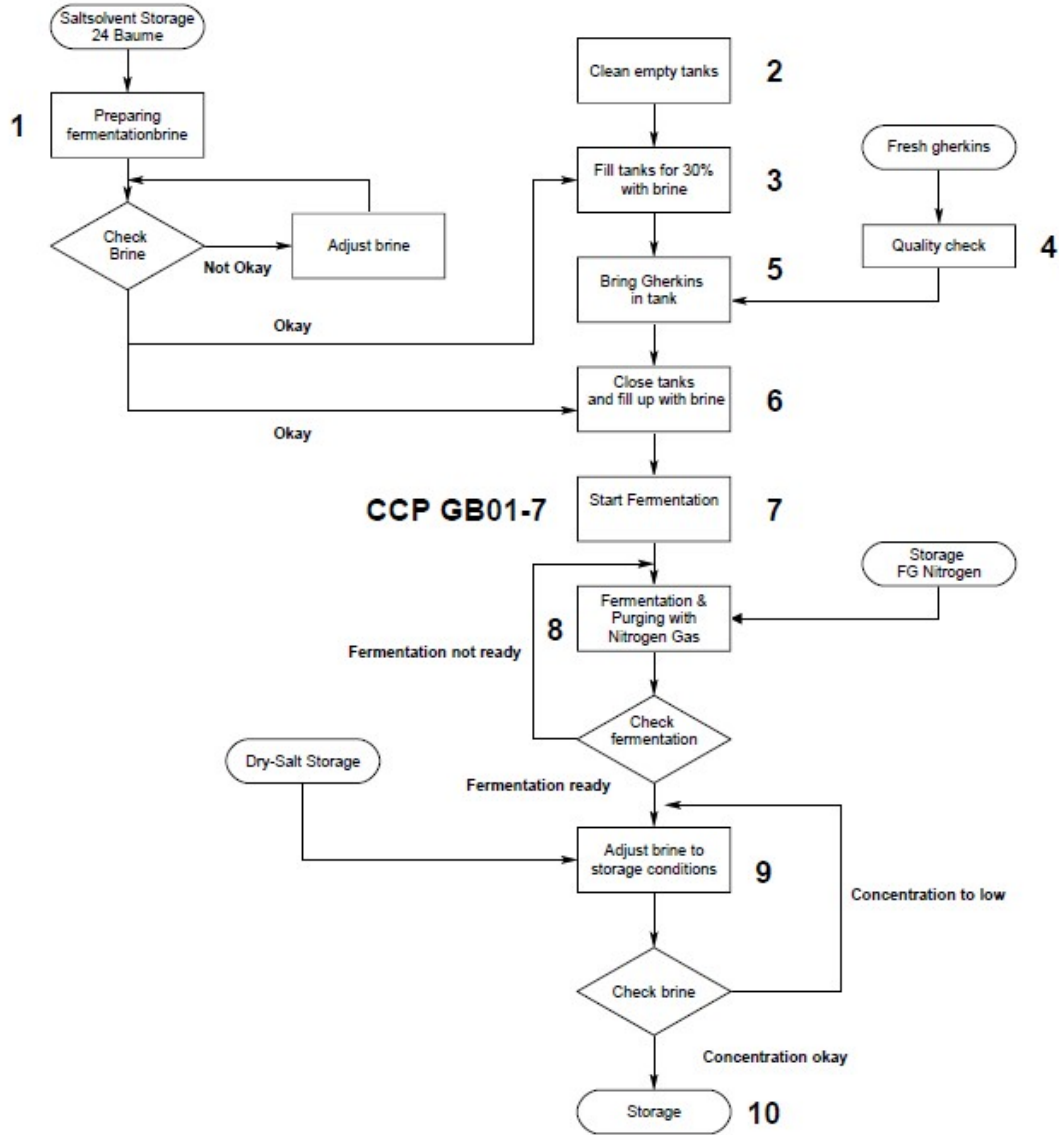 Saltsolvent Storage
24 Baume
1
Preparing
fermentationbrine
Check
Brine
Not Okay
Adjust brine
Okay
Okay
Clean empty tanks
2
Fill tanks for 30%
with brine
3
Fresh gherkins
Quality check
4
Bring Gherkins
in tank
5
Close tanks
and fill up with brine
6
CCP GB01-7
Start Fermentation
7
Storage
FG Nitrogen
Fermentation &
Purging with
Nitrogen Gas
8
Fermentation not ready
Check
fermentation
Dry-Salt Storage
Fermentation ready
Adjust brine to
storage conditions
9
Concentration to low
Check brine
Concentration okay
Storage
10